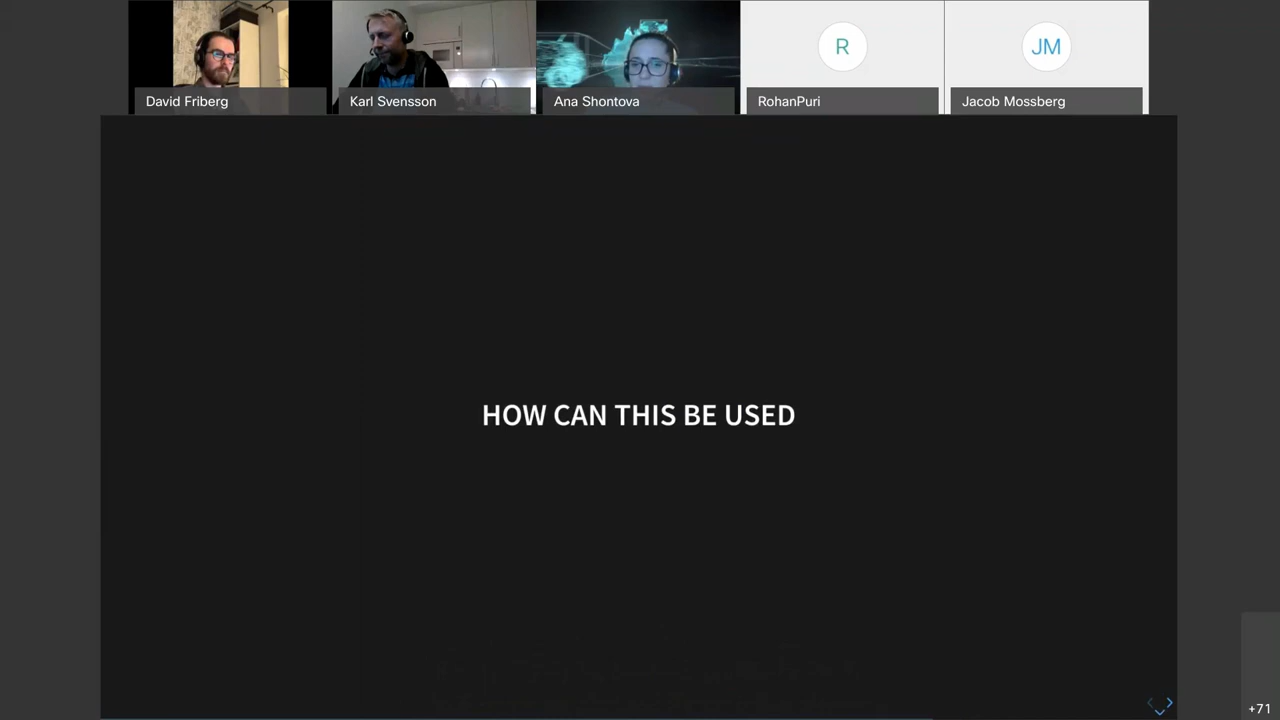 R
JM
David Friberg
Karl Svensson
Ana Shontova
RohanPuri
Jacob Mossberg
HOW CAN THIS BE USED
+71